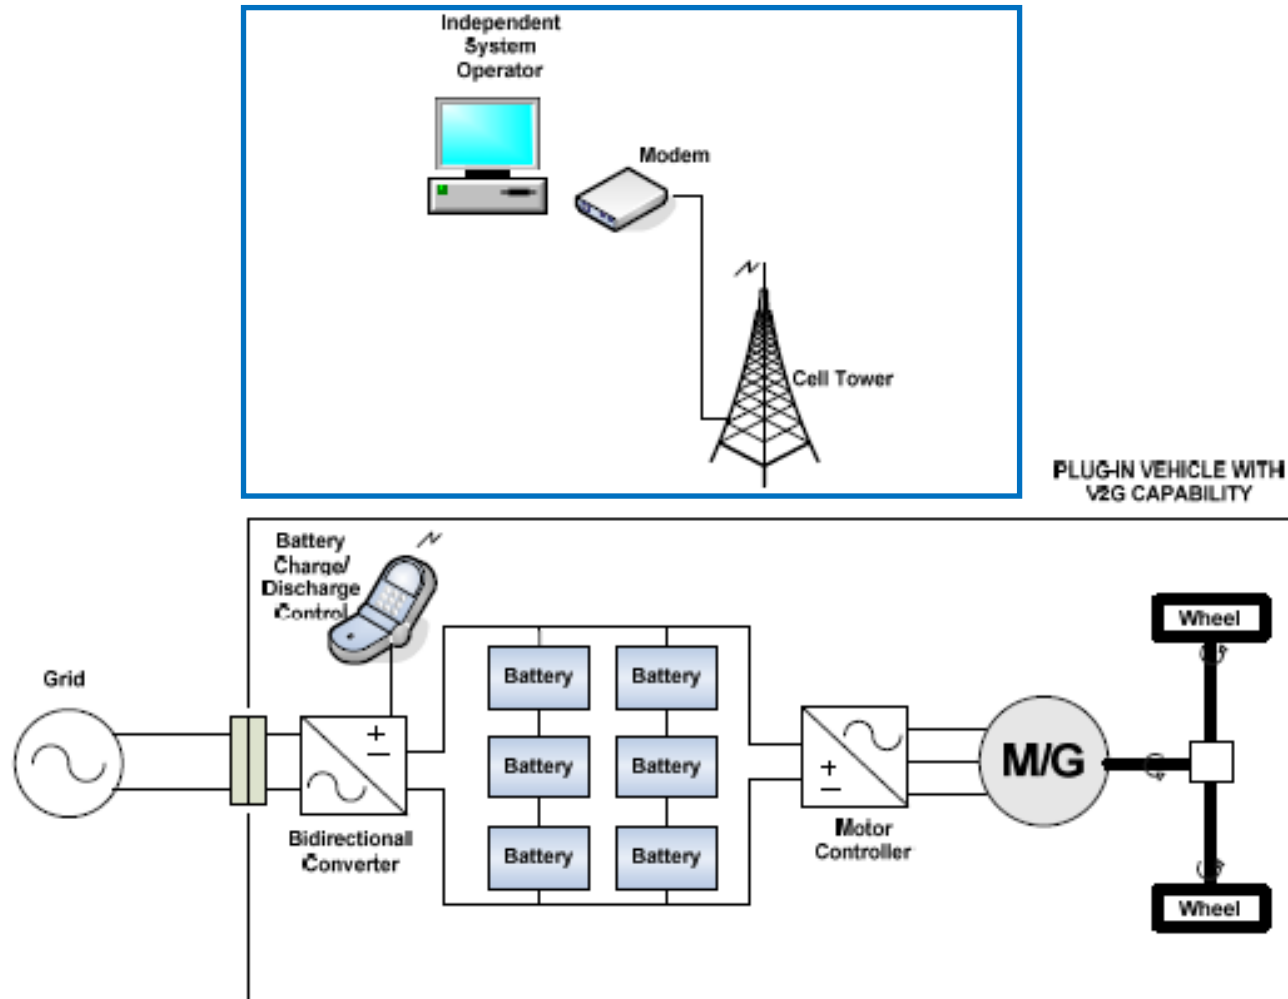 Independent
System
Operator
Modem
Cell Tower
PLUG-IN VEHICLE WITH
V2G CAPABILITY
Battery
Charge/
Discharge
Control
Grid
Battery
Battery
Battery
Battery
Battery
Battery
+
−
Bidirectional
Converter
+
−
Motor
Controller
M/G
Wheel
Wheel